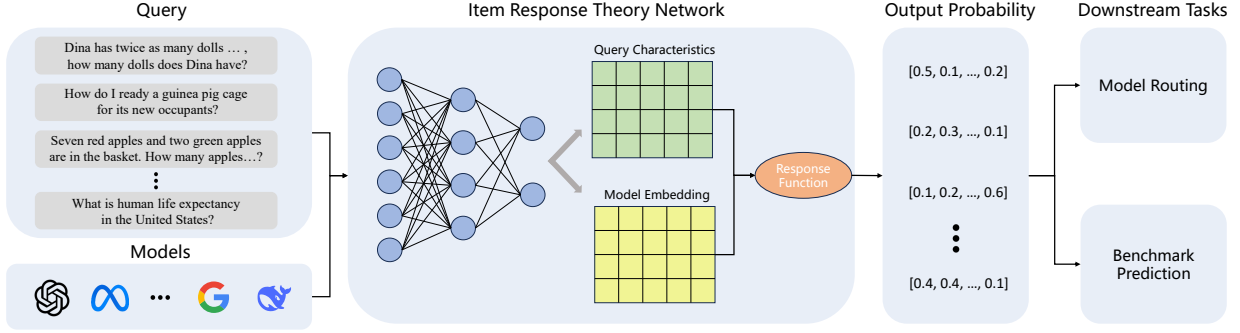 Query
Dina has twice as many dolls … ,
how many dolls does Dina have?
How do I ready a guinea pig cage
for its new occupants?
Seven red apples and two green apples
are in the basket. How many apples…?
What is human life expectancy
in the United States?
Models
...
Item Response Theory Network
Query Characteristics
Model Embedding
Response
Function
Output Probability
[0.5, 0.1, ..., 0.2]
[0.2, 0.3, ..., 0.1]
[0.1, 0.2, ..., 0.6]
[0.4, 0.4, ..., 0.1]
Downstream Tasks
Model Routing
Benchmark
Prediction